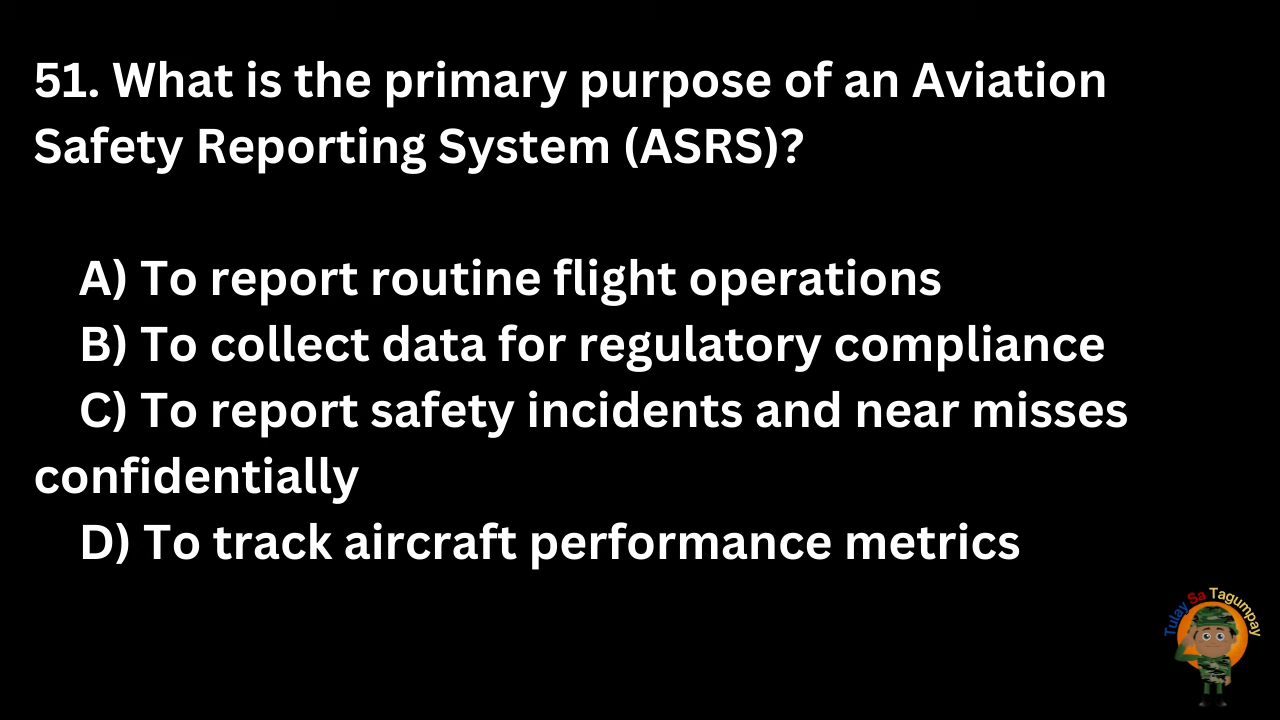 51. What is the primary purpose of an Aviation
Safety Reporting System (ASRS)?
A) To report routine flight operations
B) To collect data for regulatory compliance
C) To report safety incidents and near misses
confidentially
D) To track aircraft performance metrics
Tulay Sa Tagumpay